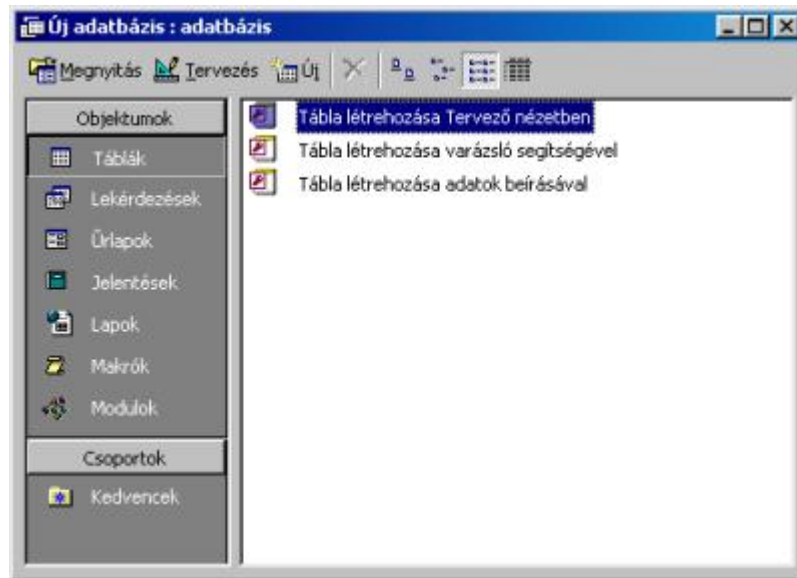 Új adatbázis : adatbázis
Megnyitás Tervezés Új
Objektumok
Táblák
Lekérdezések
Űrlapok
Jelentések
Lapok
Makrók
Modulok
Csoportok
Kedvencek
Tábla létrehozása Tervező nézetben
Tábla létrehozása varázsló segítségével
Tábla létrehozása adatok beírásával